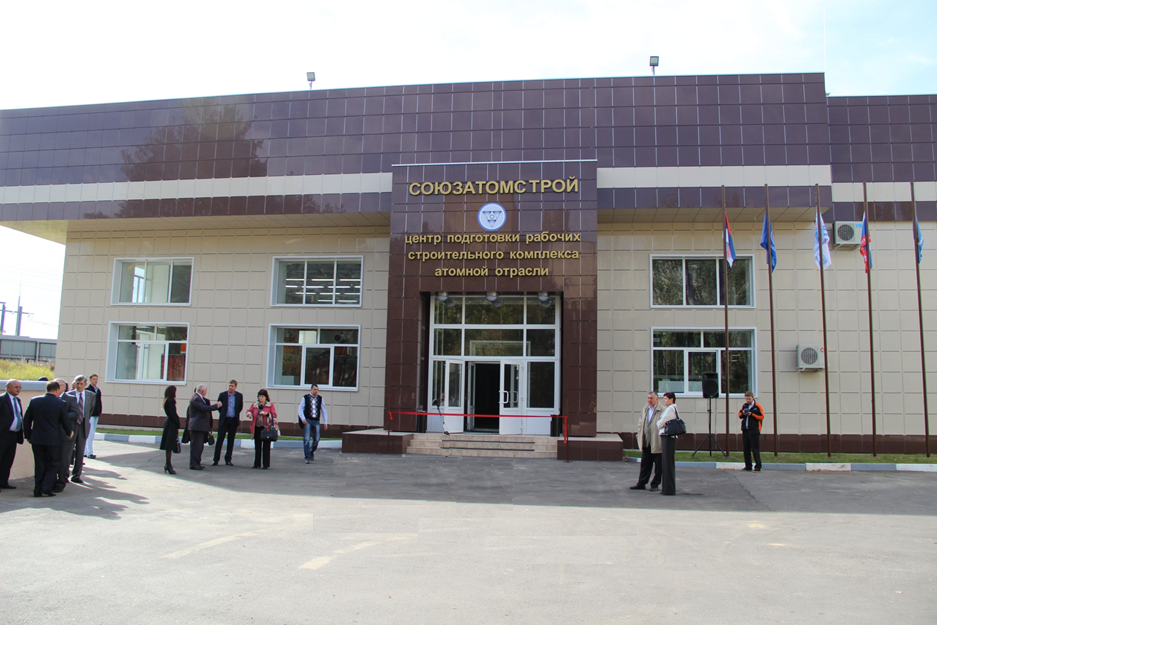 СОЮЗАТОМСТРОЙ
центр подготовки рабочих
строительного комплекса
атомной отрасли